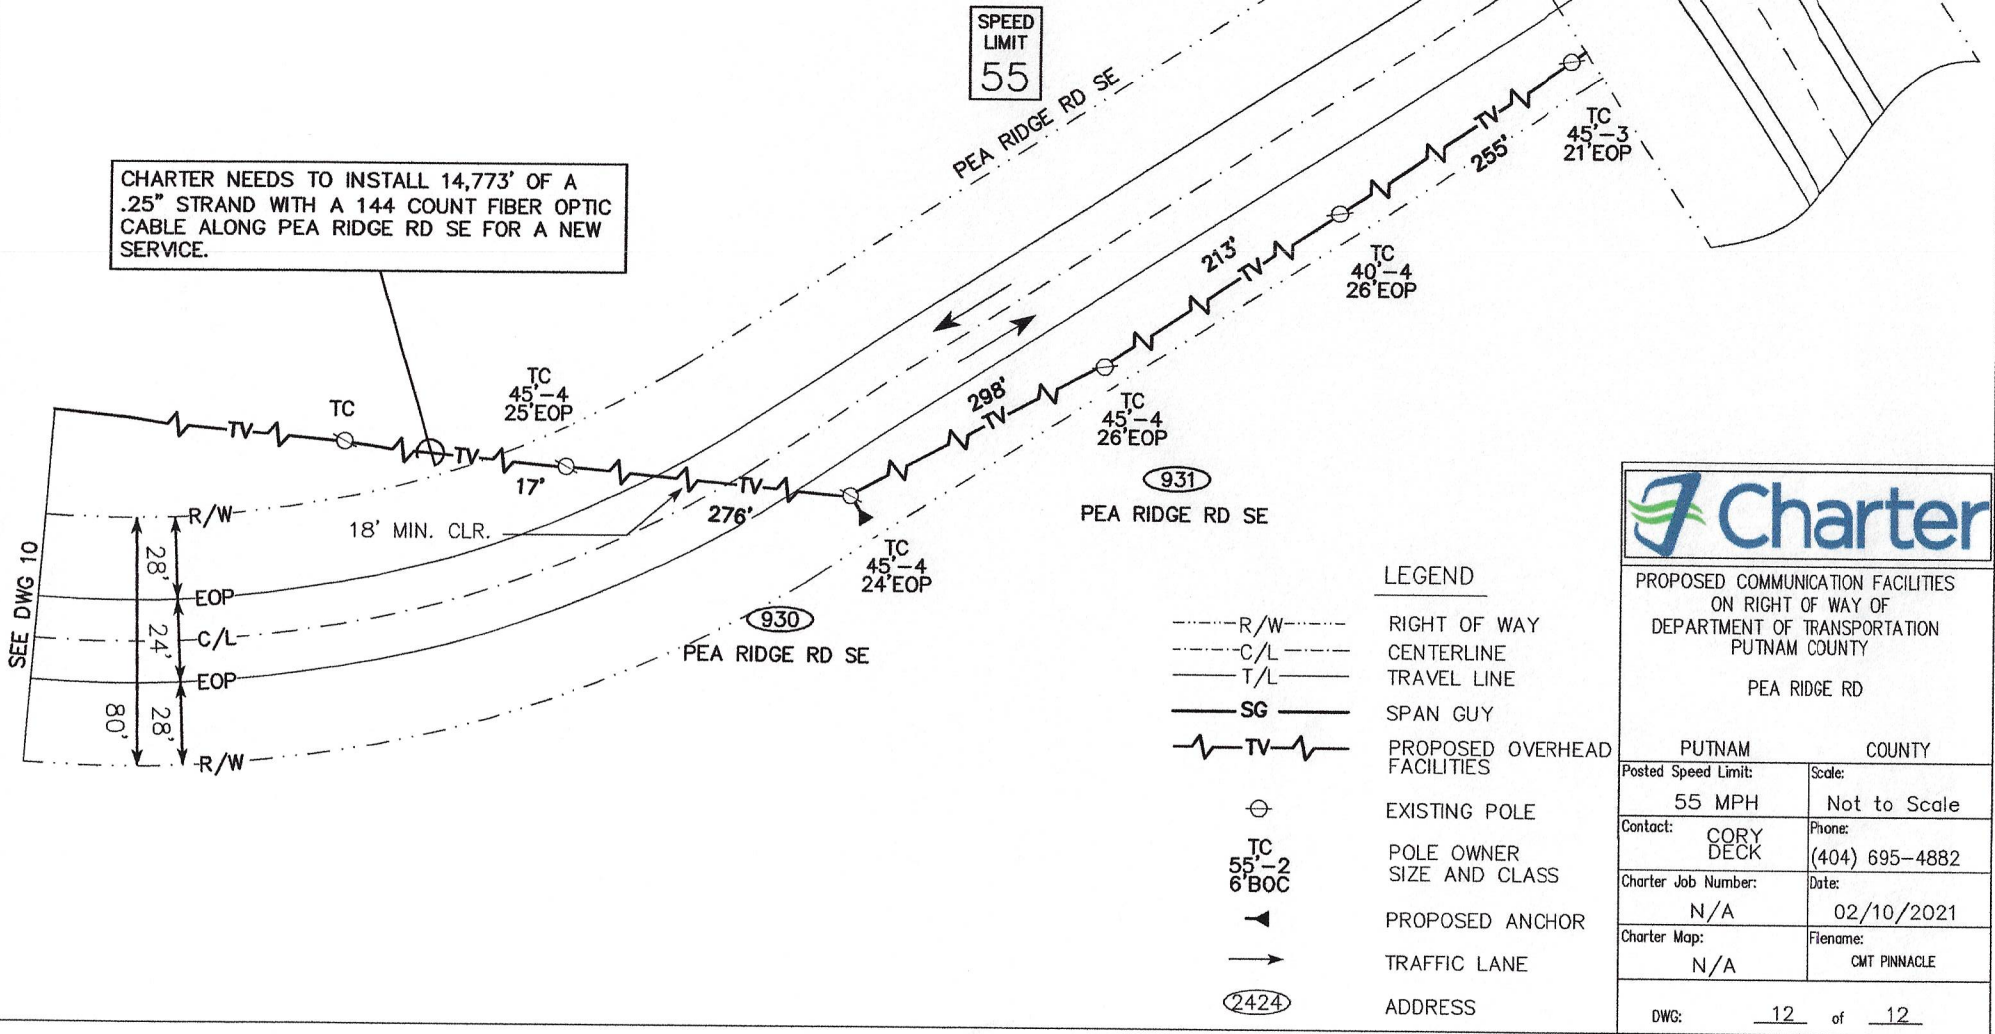 SPEED
LIMIT
55
PEA RIDGE RD SE
CHARTER NEEDS TO INSTALL 14,773' OF A
.25" STRAND WITH A 144 COUNT FIBER OPTIC
CABLE ALONG PEA RIDGE RD SE FOR A NEW
SERVICE.
TV
255'
TC
45'-3
21'EOP
213'
TV
TC
40'-4
26'EOP
298'
TV
TC
45'-4
26'EOP
TC
45'-4
25'EOP
TC
TV
TV
17'
TV
276'
18' MIN. CLR.
TC
45'-4
24'EOP
931
PEA RIDGE RD SE
930
PEA RIDGE RD SE
SEE DWG 10
R/W
28'
EOP
24'
C/L
EOP
80'
28'
R/W
LEGEND
R/W RIGHT OF WAY
C/L CENTERLINE
T/L TRAVEL LINE
SG SPAN GUY
TV PROPOSED OVERHEAD
FACILITIES
EXISTING POLE
TC
55'-2
6'BOC
POLE OWNER
SIZE AND CLASS
PROPOSED ANCHOR
TRAFFIC LANE
2424 ADDRESS
Charter
PROPOSED COMMUNICATION FACILITIES
ON RIGHT OF WAY OF
DEPARTMENT OF TRANSPORTATION
PUTNAM COUNTY
PEA RIDGE RD
PUTNAM COUNTY
Posted Speed Limit:
55 MPH
Scale:
Not to Scale
Contact: CORY
DECK
Phone:
(404) 695-4882
Charter Job Number:
N/A
Date:
02/10/2021
Charter Map:
N/A
Filename:
CMT PINNACLE
DWG: 12 of 12